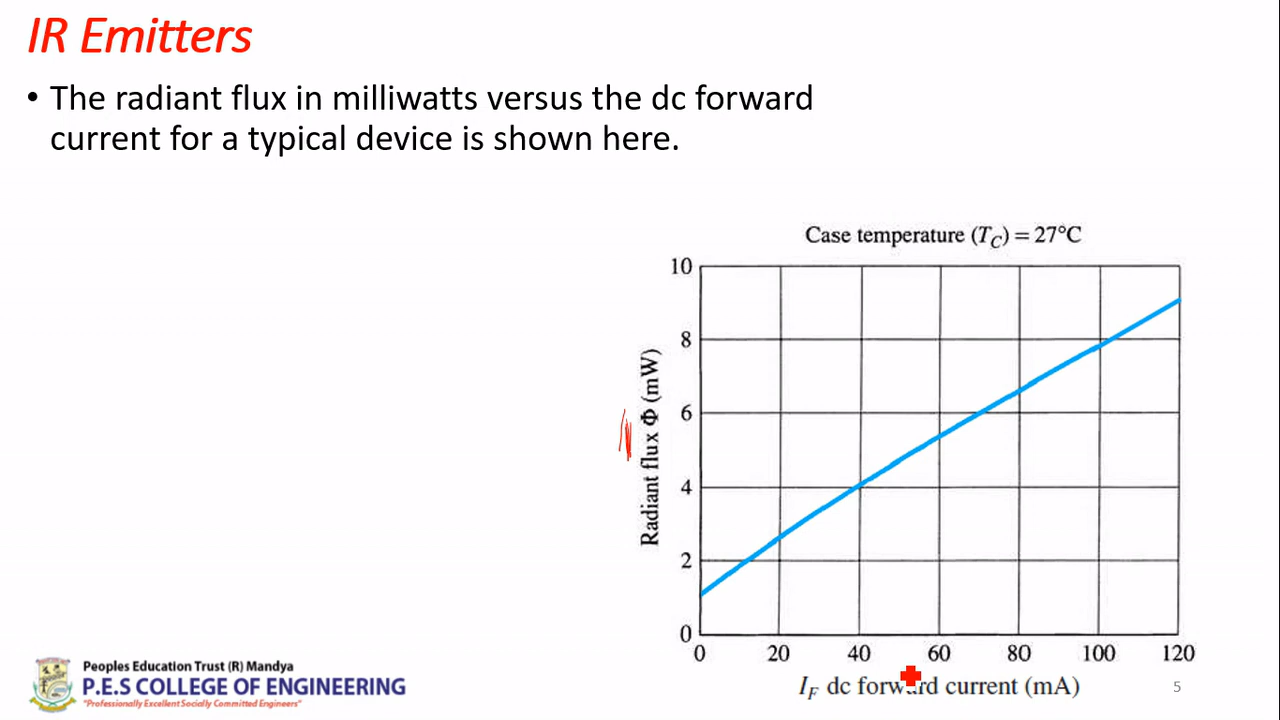 IR Emitters
• The radiant flux in milliwatts versus the dc forward
current for a typical device is shown here.
Case temperature (TC) = 27°C
10
8
6
4
2
0
Radiant flux Φ (mW)
0 20 40 60 80 100 120
IF dc forward current (mA)
Peoples Education Trust (R) Mandya
P.E.S COLLEGE OF ENGINEERING
"Professionally Excellent Socially Committed Engineers"
5